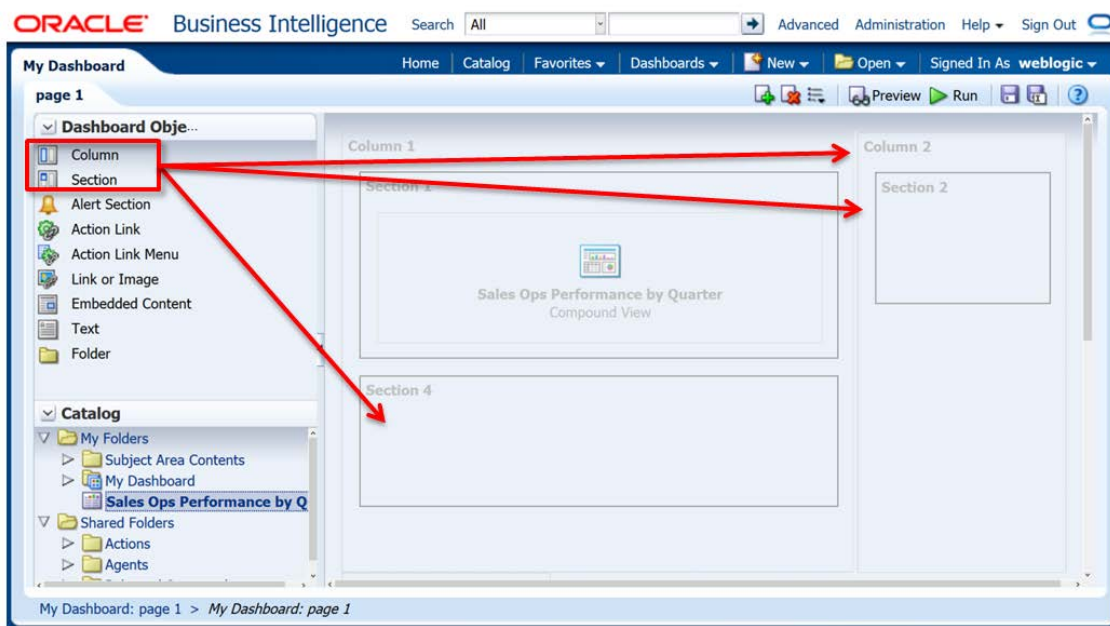 ORACLE® Business Intelligence Search All Advanced Administration Help Sign Out
My Dashboard Home Catalog Favorites Dashboards New Open Signed In As weblogic
page 1 Preview Run
Dashboard Obje...
Column
Section
Alert Section
Action Link
Action Link Menu
Link or Image
Embedded Content
Text
Folder
Column 1
Section 1
Sales Ops Performance by Quarter
Compound View
Section 4
Column 2
Section 2
Catalog
My Folders
Subject Area Contents
My Dashboard
Sales Ops Performance by Q
Shared Folders
Actions
Agents
My Dashboard: page 1 > My Dashboard: page 1